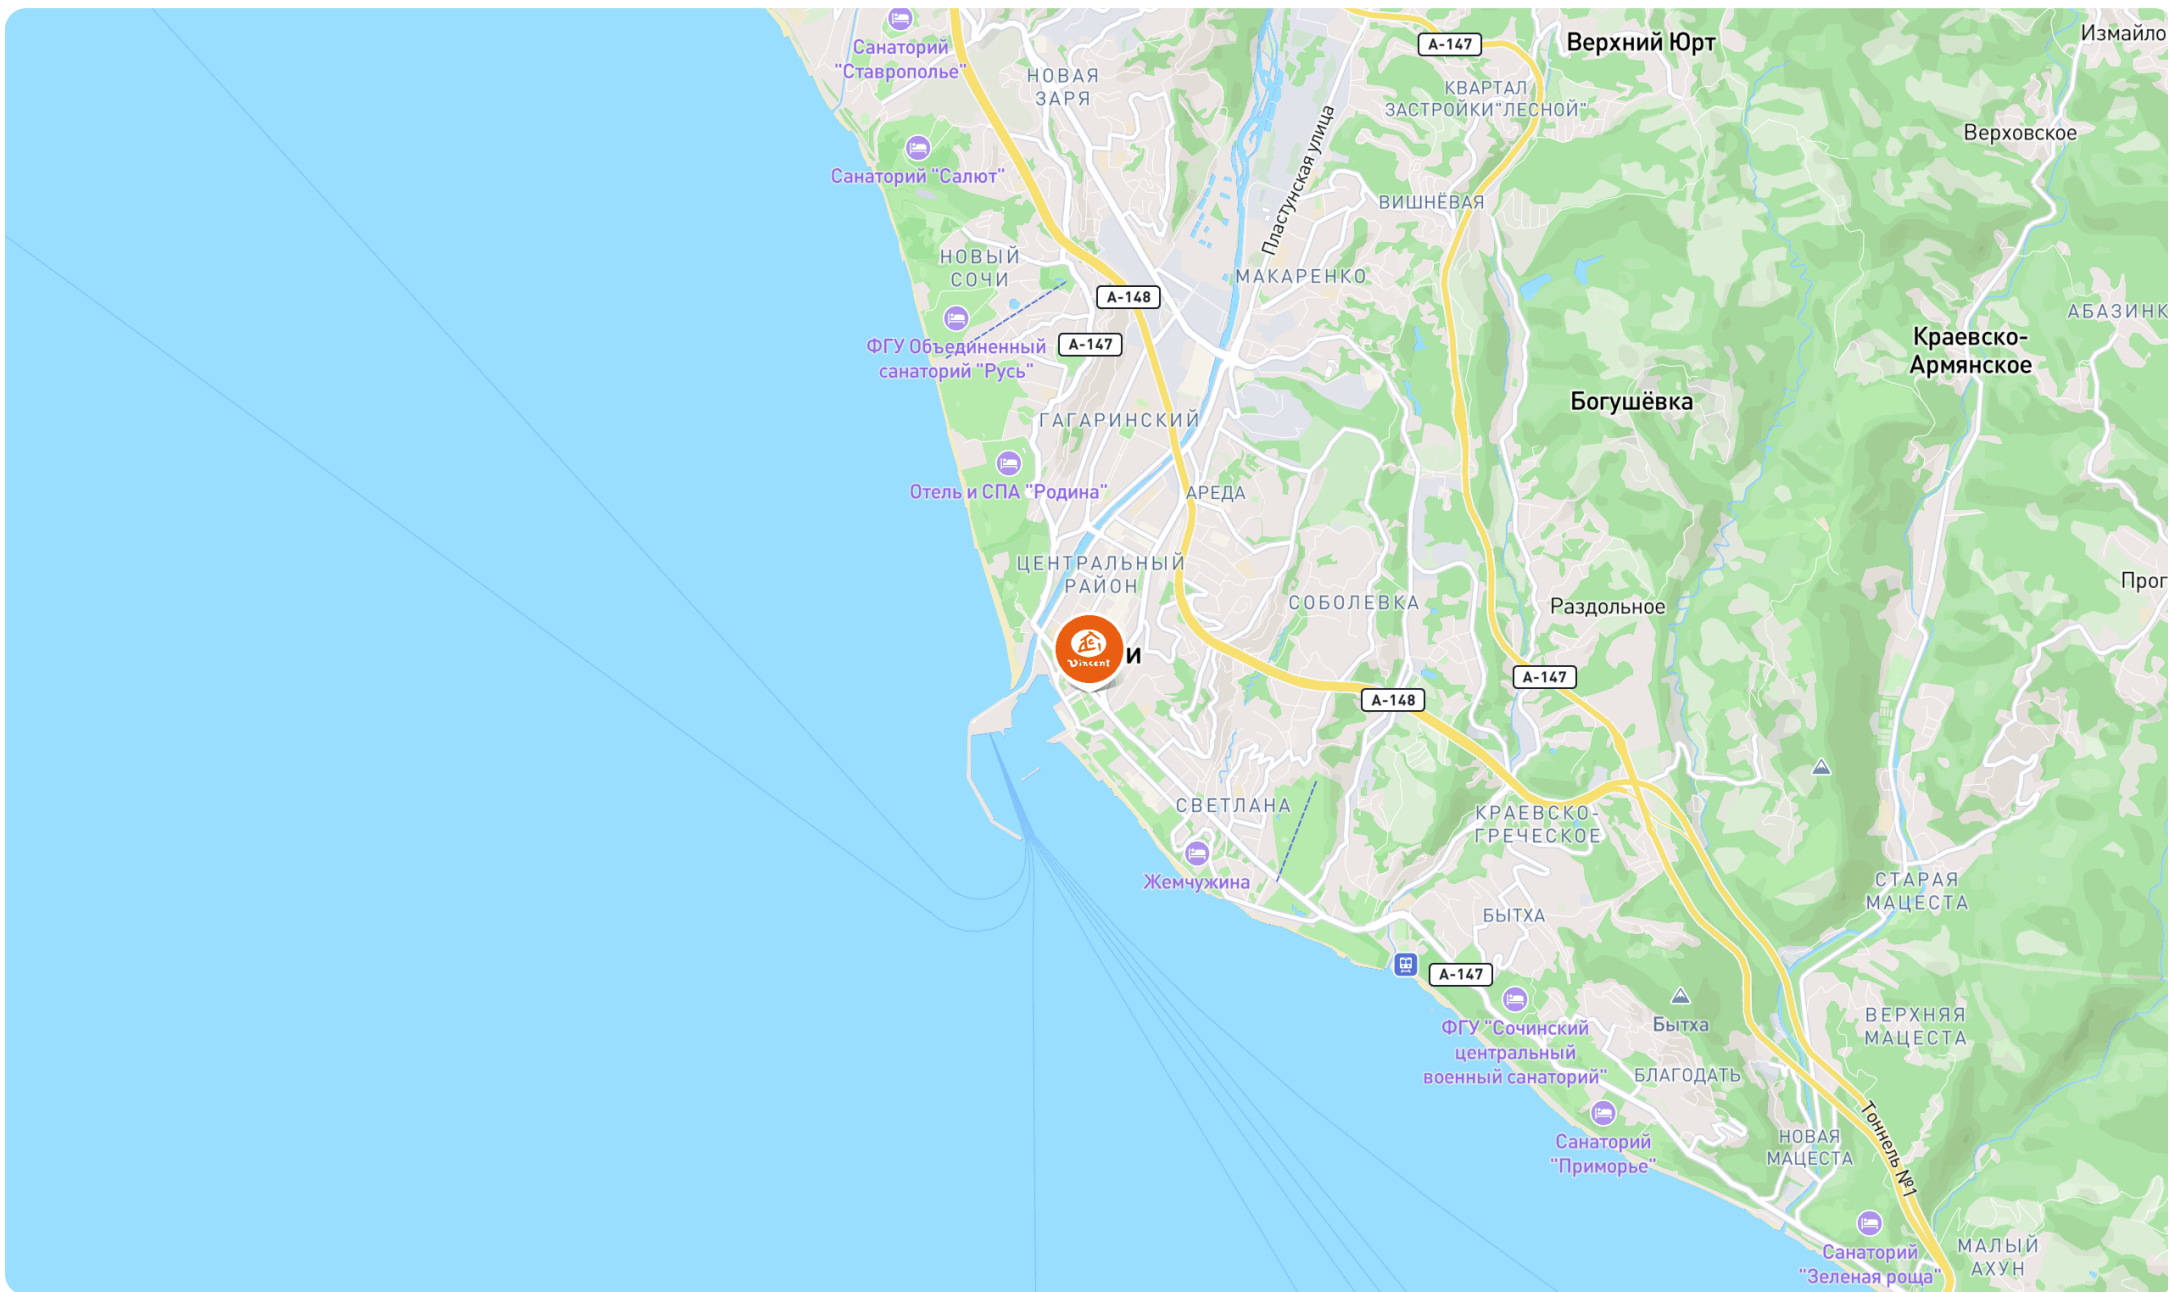 Санаторий
"Ставрополье"
НОВАЯ
ЗАРЯ
А-147
Верхний Юрт
Измайло
КВАРТАЛ
ЗАСТРОЙКИ"ЛЕСНОЙ"
Верховское
Санаторий "Салют"
Пластунская улица
ВИШНЁВАЯ
НОВЫЙ
СОЧИ
МАКАРЕНКО
А-148
АБАЗИНК
ФГУ Объединенный
санаторий "Русь"
А-147
Краевско-
Армянское
Богушёвка
ГАГАРИНСКИЙ
Отель и СПА "Родина"
АРЕДА
ЦЕНТРАЛЬНЫЙ
РАЙОН
Прог
СОБОЛЕВКА
Раздольное
Vincent
и
А-147
А-148
СВЕТЛАНА
КРАЕВСКО-
ГРЕЧЕСКОЕ
Жемчужина
СТАРАЯ
МАЦЕСТА
БЫТХА
А-147
ФГУ "Сочинский
центральный
военный санаторий"
Бытха
ВЕРХНЯЯ
МАЦЕСТА
БЛАГОДАТЬ
Санаторий
"Приморье"
НОВАЯ
МАЦЕСТА
Тоннель №1
Санаторий
"Зеленая роща"
МАЛЫЙ
АХУН